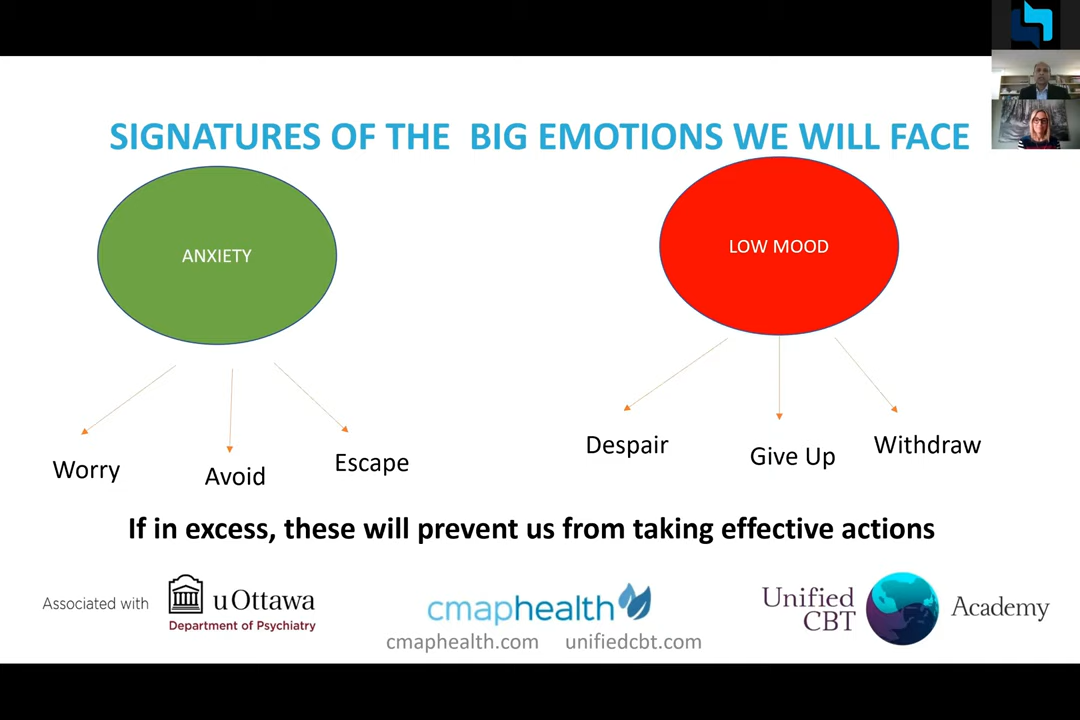 SIGNATURES OF THE BIG EMOTIONS WE WILL FACE
ANXIETY
LOW MOOD
Worry
Avoid
Escape
Despair
Give Up
Withdraw
If in excess, these will prevent us from taking effective actions
Associated with
uOttawa
Department of Psychiatry
cmaphealth
cmaphealth.com unifiedcbt.com
Unified
CBT
Academy